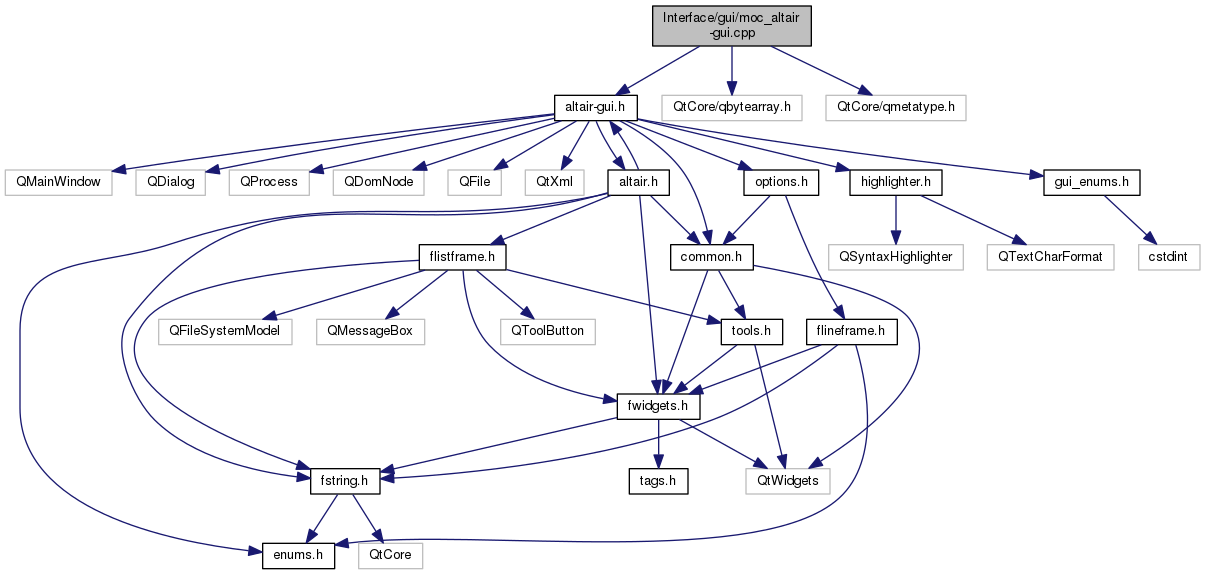 Interface/gui/moc_altair
-gui.cpp
altair-gui.h
QtCore/qbytearray.h
QtCore/qmetatype.h
QMainWindow
QDialog
QProcess
QDomNode
QFile
QtXml
altair.h
options.h
highlighter.h
gui_enums.h
flistframe.h
common.h
QSyntaxHighlighter
QTextCharFormat
cstdint
QFileSystemModel
QMessageBox
QToolButton
tools.h
flineframe.h
fwidgets.h
fstring.h
tags.h
QtWidgets
enums.h
QtCore